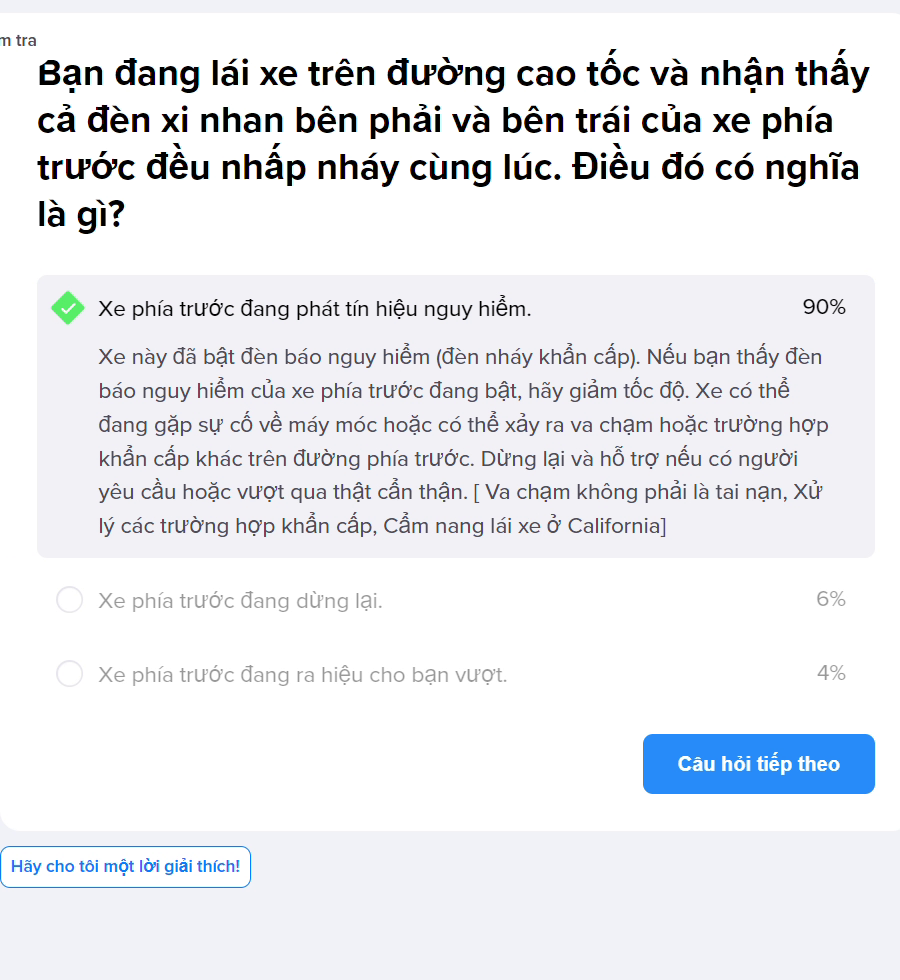 m tra
Bạn đang lái xe trên đường cao tốc và nhận thấy
cả đèn xi nhan bên phải và bên trái của xe phía
trước đều nhấp nháy cùng lúc. Điều đó có nghĩa
là gì?
Xe phía trước đang phát tín hiệu nguy hiểm.
90%
Xe này đã bật đèn báo nguy hiểm (đèn nháy khẩn cấp). Nếu bạn thấy đèn
báo nguy hiểm của xe phía trước đang bật, hãy giảm tốc độ. Xe có thể
đang gặp sự cố về máy móc hoặc có thể xảy ra va chạm hoặc trường hợp
khẩn cấp khác trên đường phía trước. Dừng lại và hỗ trợ nếu có người
yêu cầu hoặc vượt qua thật cẩn thận. [ Va chạm không phải là tai nạn, Xử
lý các trường hợp khẩn cấp, Cẩm nang lái xe ở California]
Xe phía trước đang dừng lại.
6%
Xe phía trước đang ra hiệu cho bạn vượt.
4%
Câu hỏi tiếp theo
Hãy cho tôi một lời giải thích!